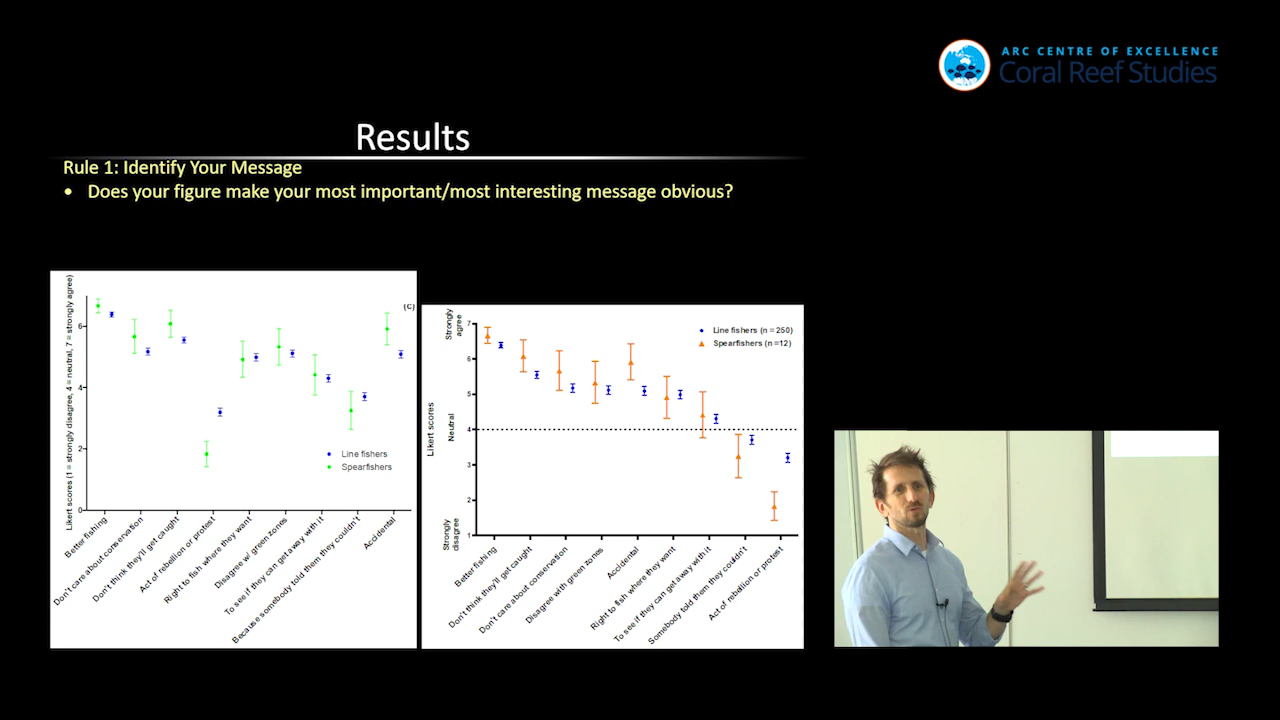 ARC CENTRE OF EXCELLENCE
Coral Reef Studies
Results
Rule 1: Identify Your Message
• Does your figure make your most important/most interesting message obvious?
Likert scores (1 = strongly disagree, 4 = neutral, 7 = strongly agree)
(c)
6
4
2
0
Line fishers
Spearfishers
Better fishing
Don't care about conservation
Don't think they'll get caught
Act of rebellion or protest
Right to fish where they want
Disagree w/ green zones
To see if they can get away with it
Because somebody told them they couldn't
Accidental
Likert scores
Strongly agree
Neutral
Strongly disagree
7
6
5
4
3
2
1
Line fishers (n = 250)
Spearfishers (n = 12)
Better fishing
Don't think they'll get caught
Don't care about conservation
Disagree with green zones
Accidental
Right to fish where they want
To see if they can get away with it
Somebody told them they couldn't
Act of rebellion or protest